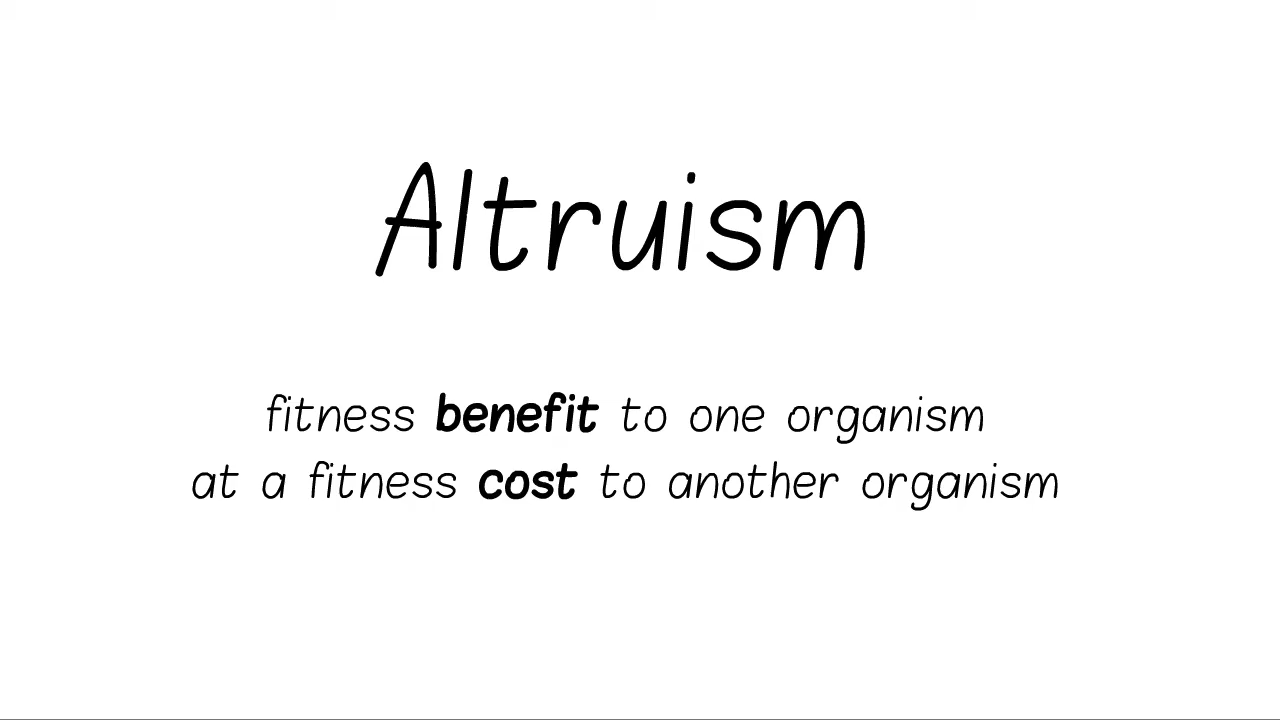 Altruism
fitness benefit to one organism
at a fitness cost to another organism